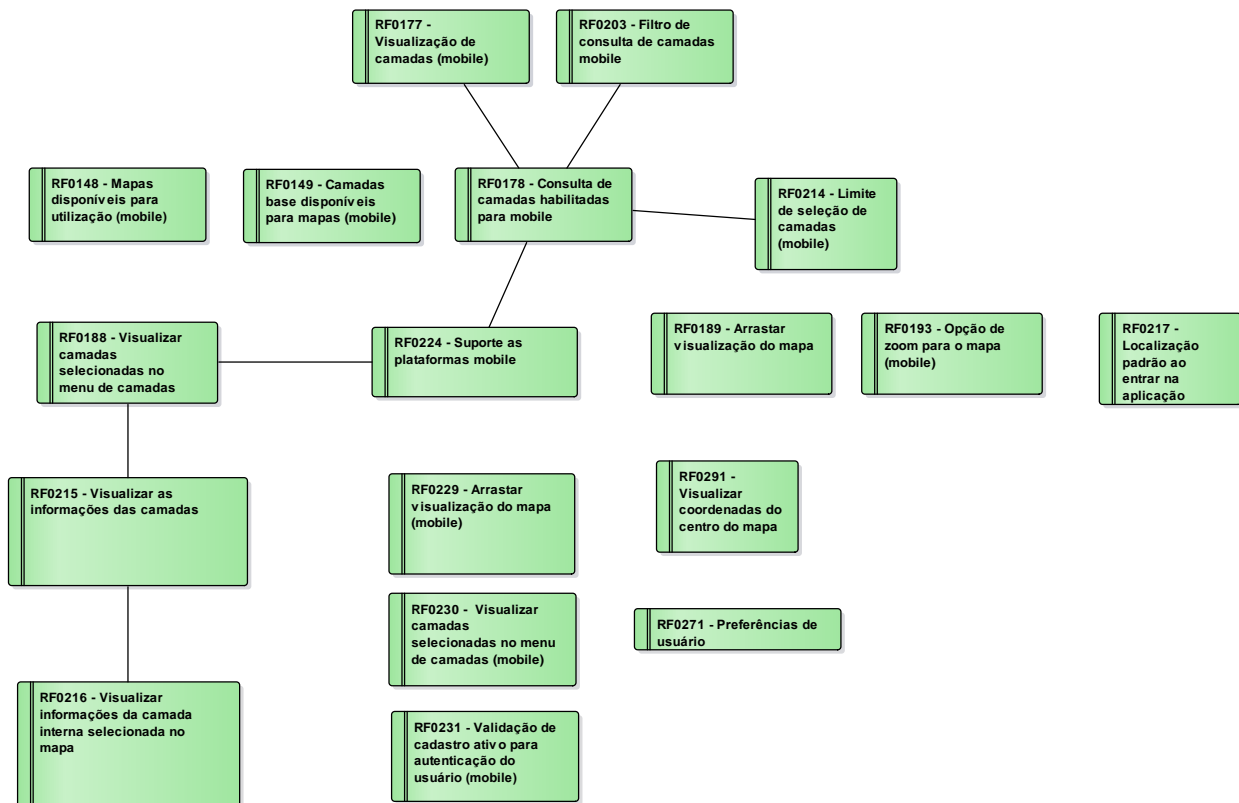 RF0177 -
Visualização de
camadas (mobile)
RF0203 - Filtro de
consulta de camadas
mobile
RF0148 - Mapas
disponíveis para
utilização (mobile)
RF0149 - Camadas
base disponíveis
para mapas (mobile)
RF0178 - Consulta de
camadas habilitadas
para mobile
RF0214 - Limite
de seleção de
camadas
(mobile)
RF0188 - Visualizar
camadas
selecionadas no
menu de camadas
RF0224 - Suporte as
plataformas mobile
RF0189 - Arrastar
visualização do mapa
RF0193 - Opção de
zoom para o mapa
(mobile)
RF0217 -
Localização
padrão ao
entrar na
aplicação
RF0215 - Visualizar as
informações das camadas
RF0229 - Arrastar
visualização do mapa
(mobile)
RF0291 -
Visualizar
coordenadas do
centro do mapa
RF0230 - Visualizar
camadas
selecionadas no menu
de camadas (mobile)
RF0271 - Preferências de
usuário
RF0216 - Visualizar
informações da camada
interna selecionada no
mapa
RF0231 - Validação de
cadastro ativo para
autenticação do
usuário (mobile)